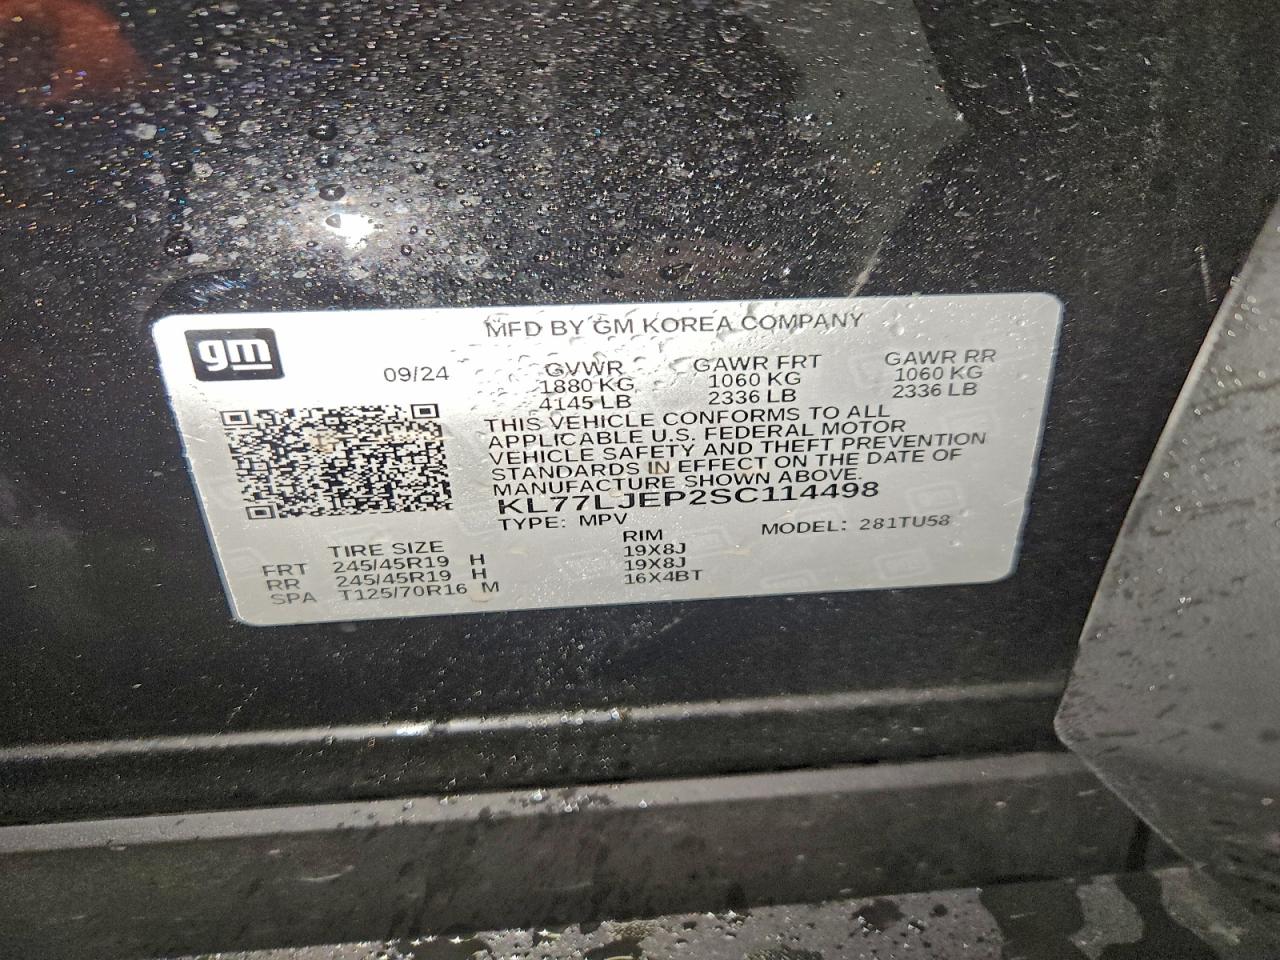 MFD BY GM KOREA COMPANY
gm
09/24 GVWR GAWR FRT GAWR RR
1880 KG 1060 KG 1060 KG
4145 LB 2336 LB 2336 LB
THIS VEHICLE CONFORMS TO ALL
APPLICABLE U.S. FEDERAL MOTOR
VEHICLE SAFETY AND THEFT PREVENTION
STANDARDS IN EFFECT ON THE DATE OF
MANUFACTURE SHOWN ABOVE.
KL77LJEP2SC114498
TYPE: MPV MODEL: 281TU58
TIRE SIZE RIM
FRT 245/45R19 H 19X8J
RR 245/45R19 H 19X8J
SPA T125/70R16 M 16X4BT